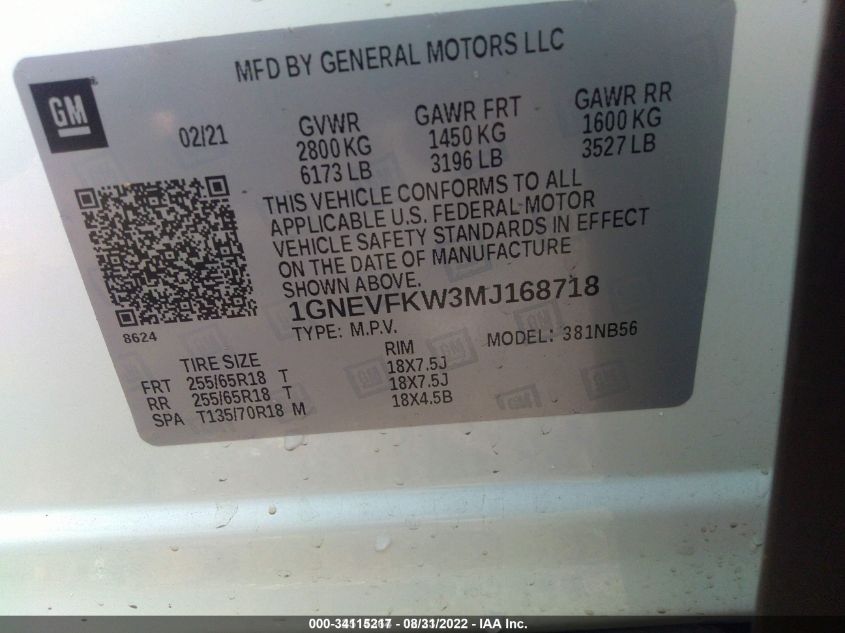 MFD BY GENERAL MOTORS LLC
GM
02/21
GVWR
2800 KG
6173 LB
GAWR FRT
1450 KG
3196 LB
GAWR RR
1600 KG
3527 LB
THIS VEHICLE CONFORMS TO ALL
APPLICABLE U.S. FEDERAL MOTOR
VEHICLE SAFETY STANDARDS IN EFFECT
ON THE DATE OF MANUFACTURE
SHOWN ABOVE.
1GNEVFKW3MJ168718
8624
TYPE: M.P.V.
MODEL: 381NB56
TIRE SIZE RIM
FRT 255/65R18 T 18X7.5J
RR 255/65R18 T 18X7.5J
SPA T135/70R18 M 18X4.5B
000-34115217 - 08/31/2022 - IAA Inc.